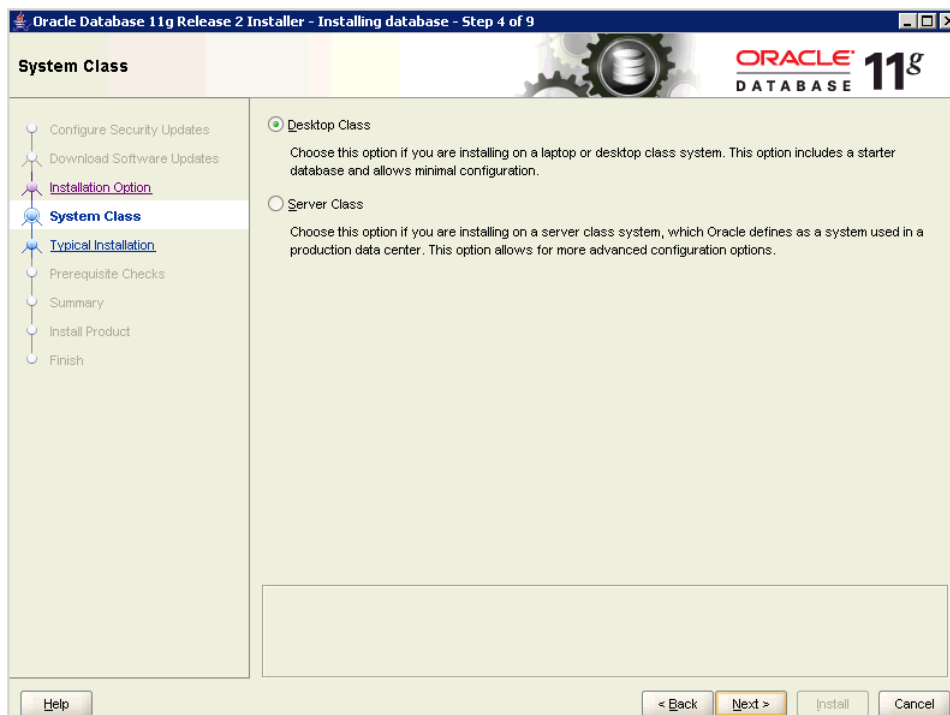 Oracle Database 11g Release 2 Installer - Installing database - Step 4 of 9
System Class
ORACLE
DATABASE
11g
Configure Security Updates
Download Software Updates
Installation Option
System Class
Typical Installation
Prerequisite Checks
Summary
Install Product
Finish
Desktop Class
Choose this option if you are installing on a laptop or desktop class system. This option includes a starter
database and allows minimal configuration.
Server Class
Choose this option if you are installing on a server class system, which Oracle defines as a system used in a
production data center. This option allows for more advanced configuration options.
Help
< Back
Next >
Install
Cancel